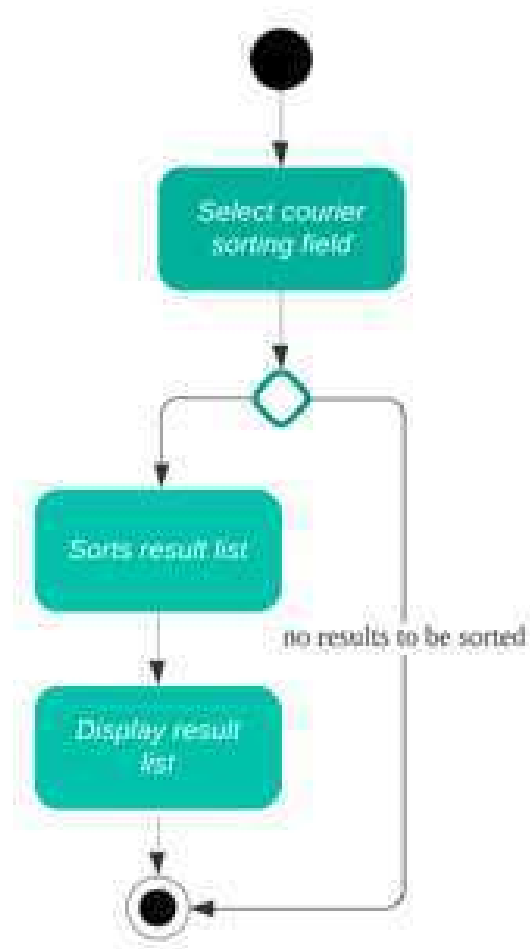 Select courier
sorting field
Sorts result list
no results to be sorted
Display result
list